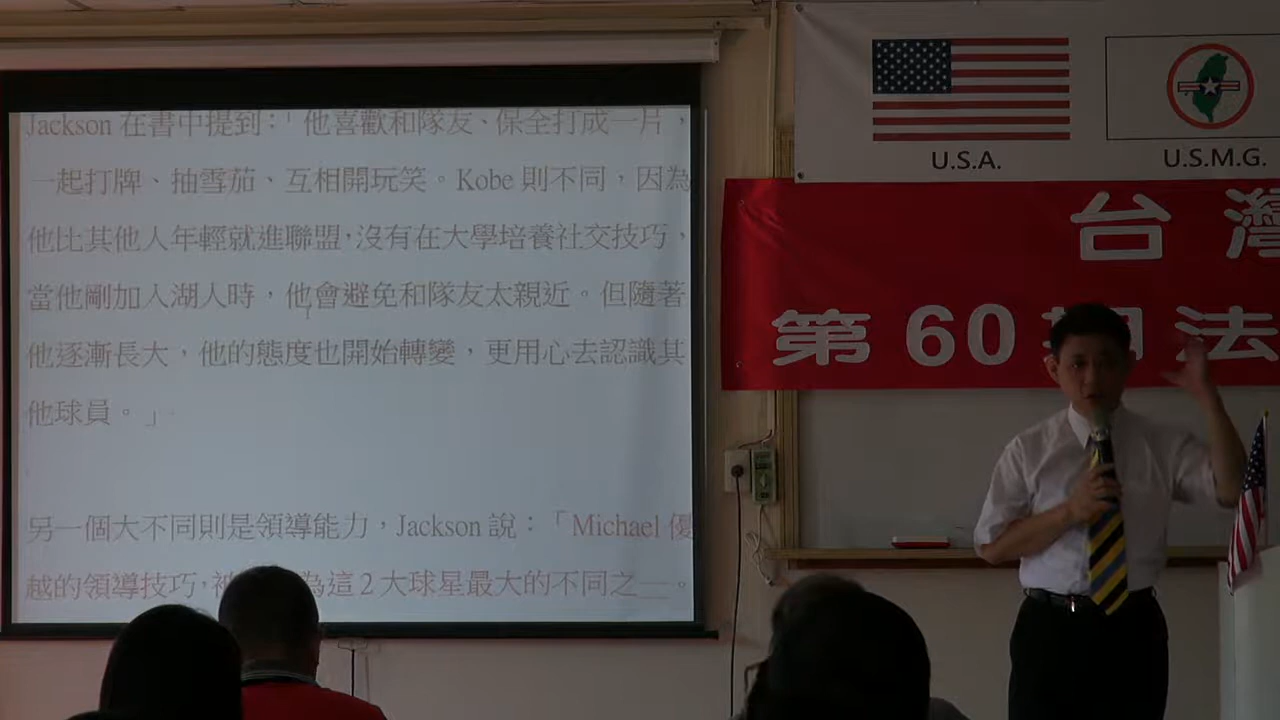 Jackson 在書中提到：「他喜歡和隊友、保全打成一片，
一起打牌、抽雪茄、互相開玩笑。Kobe 則不同，因為
他比其他人年輕就進聯盟，沒有在大學培養社交技巧，
當他剛加入湖人時，他會避免和隊友太親近。但隨著
他逐漸長大，他的態度也開始轉變，更用心去認識其
他球員。」
另一個大不同則是領導能力，Jackson 說：「Michael 優
越的領導技巧，被為這 2 大球星最大的不同之一。
U.S.A.
U.S.M.G.
台灣
第 60 期法